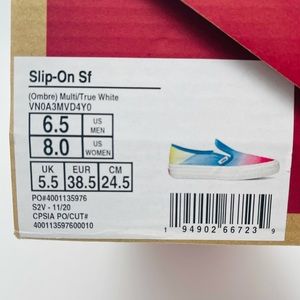 Slip-On Sf
(Ombre) Multi/True White
VN0A3MVD4Y0
6.5 US MEN
8.0 US WOMEN
UK EUR CM
5.5 38.5 24.5
PO#4001135976
S2V - 11/20
CPSIA PO/CUT#
400113597600010
1 94902 66723 9